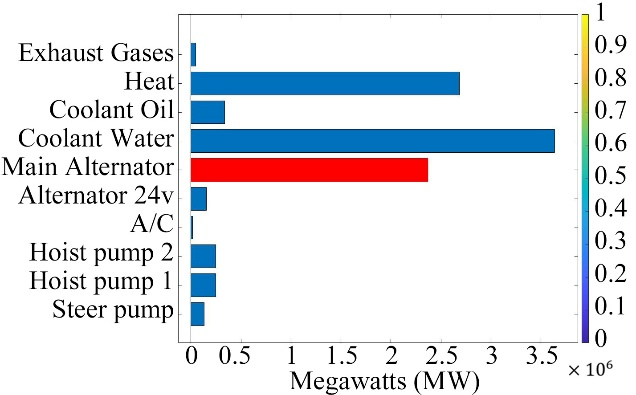 Exhaust Gases
Heat
Coolant Oil
Coolant Water
Main Alternator
Alternator 24v
A/C
Hoist pump 2
Hoist pump 1
Steer pump
0 0.5 1 1.5 2 2.5 3 3.5
× 10⁶
Megawatts (MW)
1
0.9
0.8
0.7
0.6
0.5
0.4
0.3
0.2
0.1
0